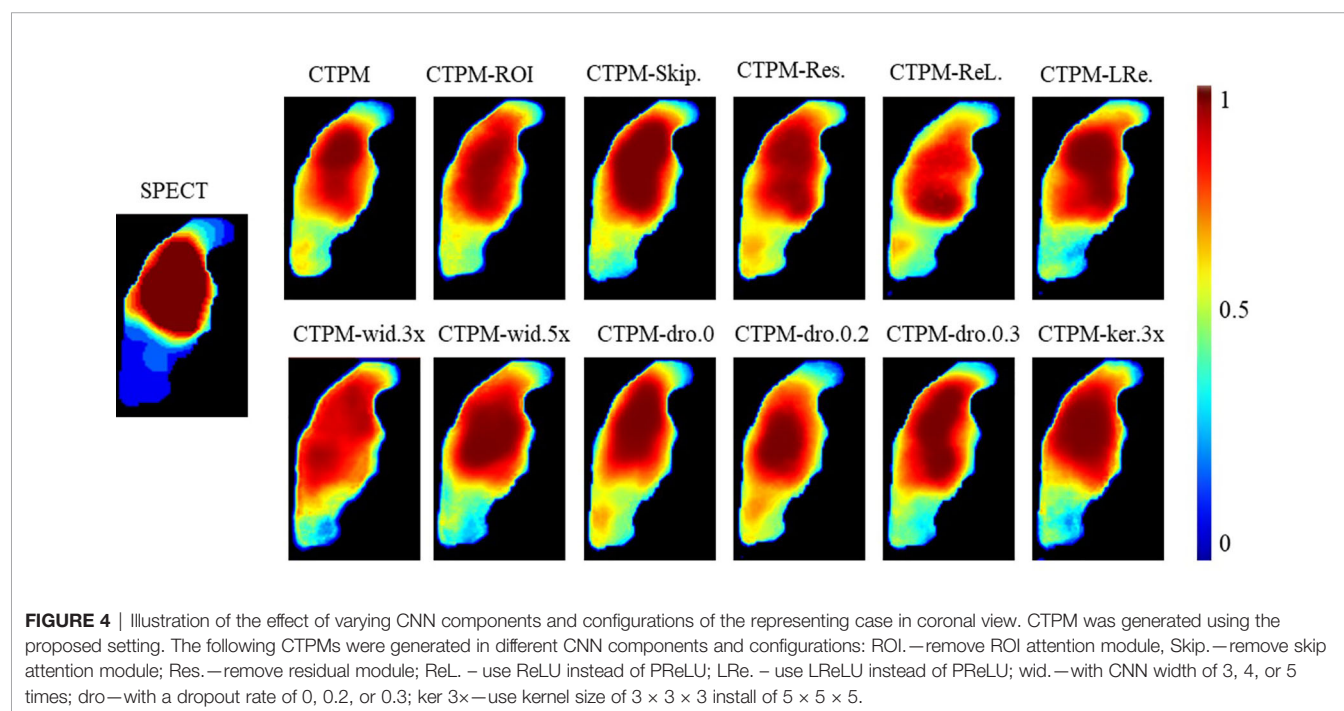 CTPM CTPM-ROI CTPM-Skip. CTPM-Res. CTPM-ReL. CTPM-LRe.
SPECT
1
0.5
0
CTPM-wid.3x CTPM-wid.5x CTPM-dro.0 CTPM-dro.0.2 CTPM-dro.0.3 CTPM-ker.3x
FIGURE 4 | Illustration of the effect of varying CNN components and configurations of the representing case in coronal view. CTPM was generated using the
proposed setting. The following CTPMs were generated in different CNN components and configurations: ROI.—remove ROI attention module, Skip.—remove skip
attention module; Res.—remove residual module; ReL. – use ReLU instead of PReLU; LRe. – use LReLU instead of PReLU; wid.—with CNN width of 3, 4, or 5
times; dro—with a dropout rate of 0, 0.2, or 0.3; ker 3×—use kernel size of 3 × 3 × 3 install of 5 × 5 × 5.